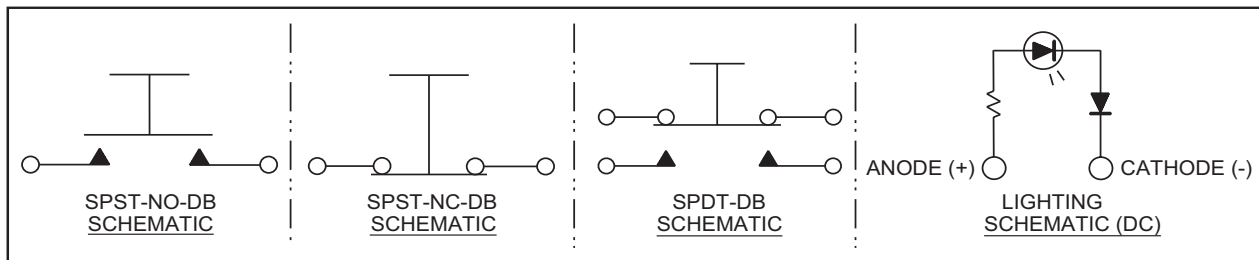 SPST-NO-DB
SCHEMATIC
SPST-NC-DB
SCHEMATIC
SPDT-DB
SCHEMATIC
ANODE (+)
CATHODE (-)
LIGHTING
SCHEMATIC (DC)